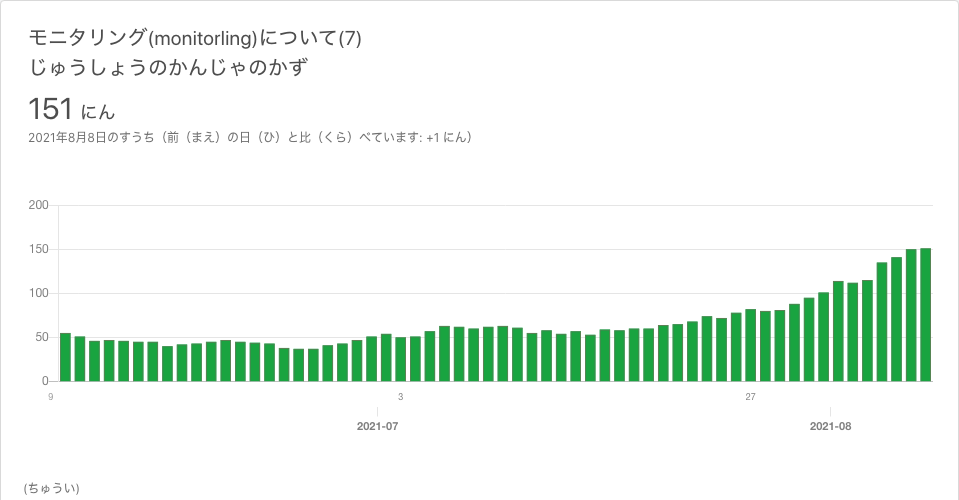 モニタリング(monitorling)について(7)
じゅうしょうのかんじゃのかず
151 にん
2021年8月8日のすうち（前（まえ）の日（ひ）と比（くら）べています: +1 にん）
200
150
100
50
0
9 3 27
2021-07 2021-08
(ちゅうい)